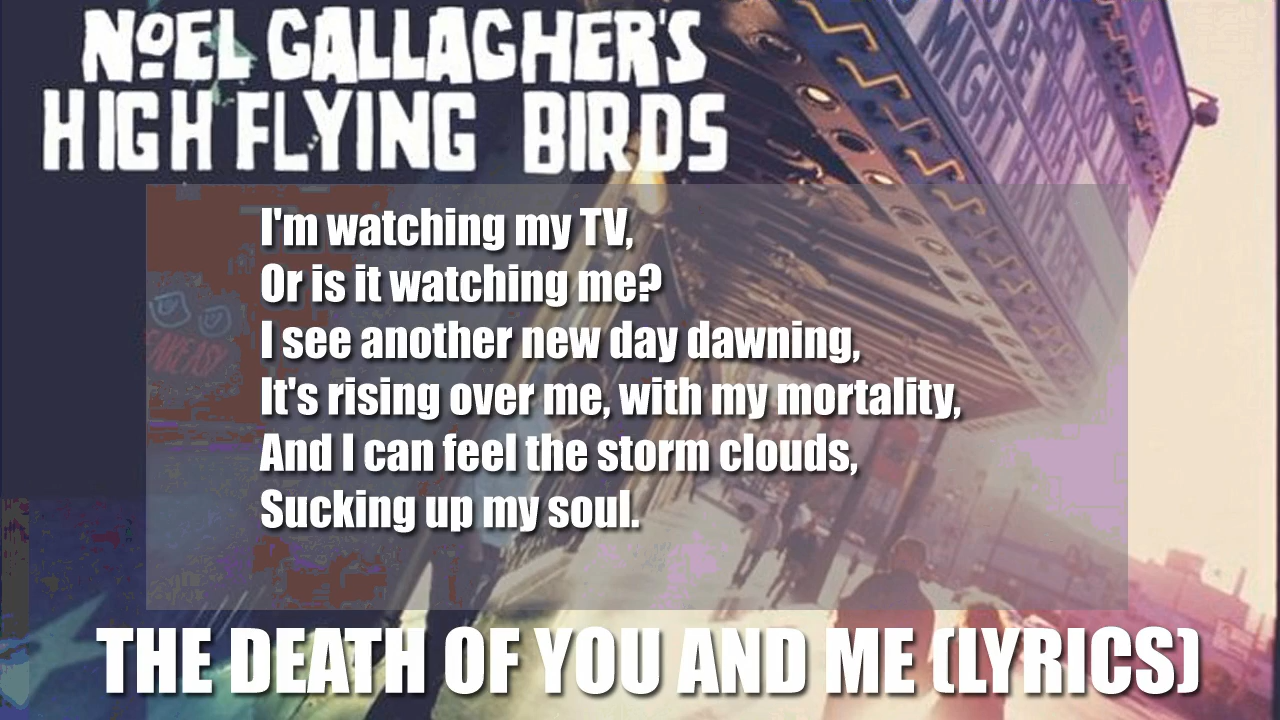 NOEL GALLAGHER'S
HIGH FLYING BIRDS
I'm watching my TV,
Or is it watching me?
I see another new day dawning,
It's rising over me, with my mortality,
And I can feel the storm clouds,
Sucking up my soul.
THE DEATH OF YOU AND ME (LYRICS)
MIGHT